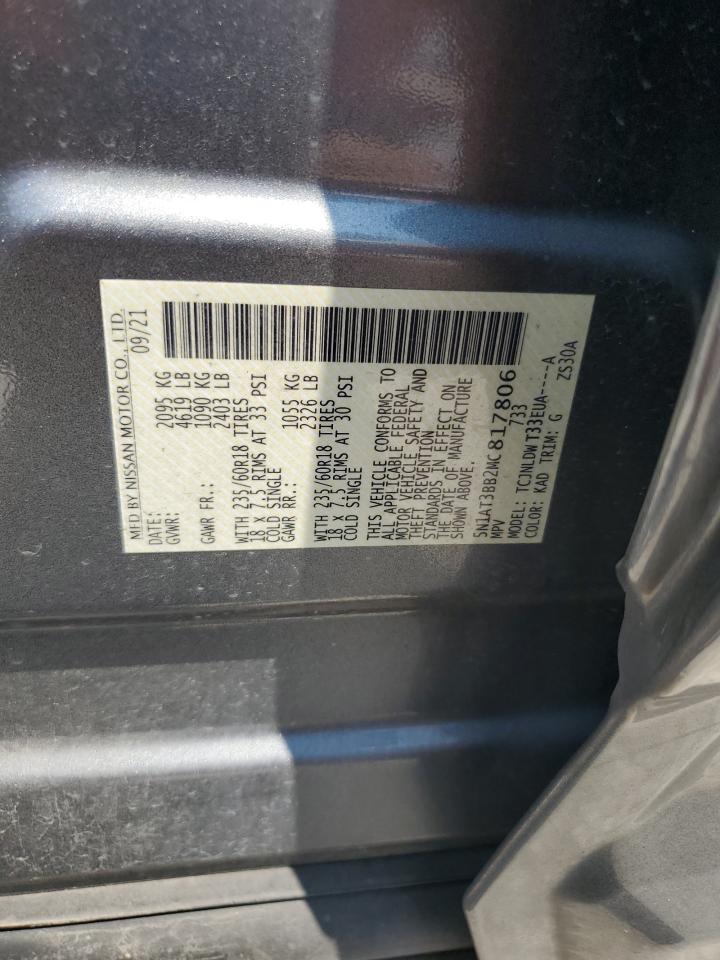 MFD BY NISSAN MOTOR CO., LTD.
DATE: 09/21
GVWR: 2095 KG
4619 LB
GAWR FR.: 1090 KG
2403 LB
WITH 235/60R18 TIRES
18 X 7.5 RIMS AT 33 PSI
COLD SINGLE
GAWR RR.: 1055 KG
2326 LB
WITH 235/60R18 TIRES
18 X 7.5 RIMS AT 30 PSI
COLD SINGLE
THIS VEHICLE CONFORMS TO
ALL APPLICABLE FEDERAL
MOTOR VEHICLE SAFETY AND
THEFT PREVENTION
STANDARDS IN EFFECT ON
THE DATE OF MANUFACTURE
SHOWN ABOVE.
5N1AT3BB2MC817806
MPV 733
MODEL: TCJNLDWT33EUA----A
COLOR: KAD TRIM: G ZS30A